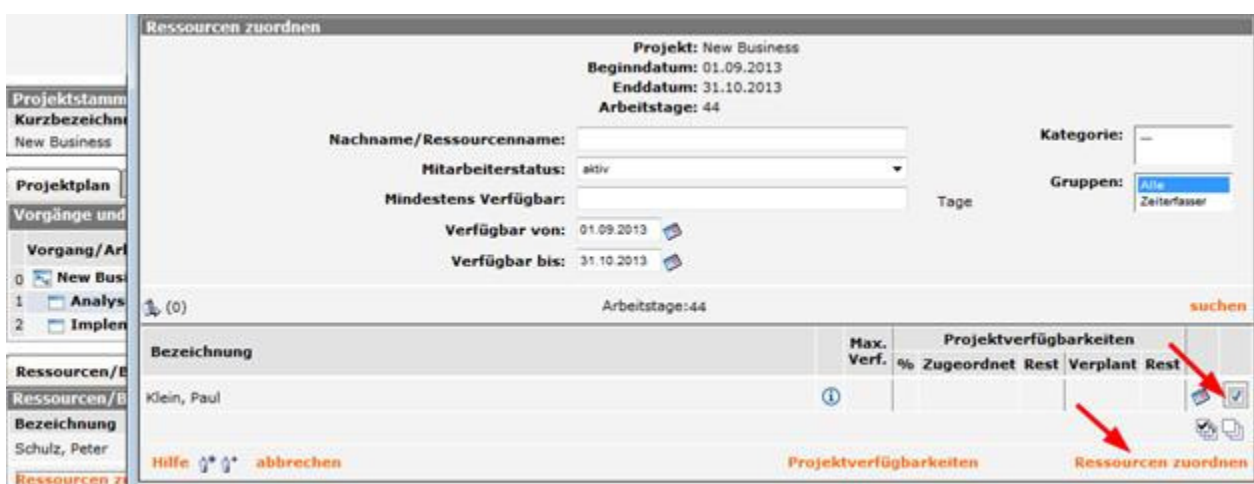 Ressourcen zuordnen
Projekt: New Business
Beginndatum: 01.09.2013
Enddatum: 31.10.2013
Arbeitstage: 44
Nachname/Ressourcenname:
Kategorie: ---
Mitarbeiterstatus: aktiv
Gruppen: Alle
Zeiterfasser
Mindestens Verfügbar: Tage
Verfügbar von: 01.09.2013
Verfügbar bis: 31.10.2013
(0) Arbeitstage:44 suchen
Bezeichnung Max. Verf. Projektverfügbarkeiten
% Zugeordnet Rest Verplant Rest
Klein, Paul
Hilfe abbrechen Projektverfügbarkeiten Ressourcen zuordnen
Projektstamm
Kurzbezeichn
New Business
Projektplan
Vorgänge und
Vorgang/Arl
0 New Busi
1 Analys
2 Implen
Ressourcen/B
Ressourcen/B
Bezeichnung
Schulz, Peter
Ressourcen z